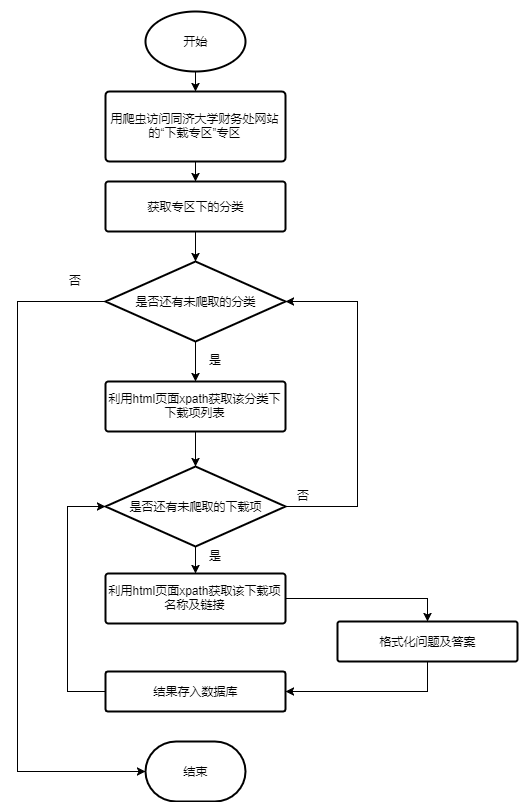 开始
用爬虫访问同济大学财务处网站
的“下载专区”专区
获取专区下的分类
否
是否还有未爬取的分类
是
利用html页面xpath获取该分类下
下载项列表
是否还有未爬取的下载项
否
是
利用html页面xpath获取该下载项
名称及链接
格式化问题及答案
结果存入数据库
结束